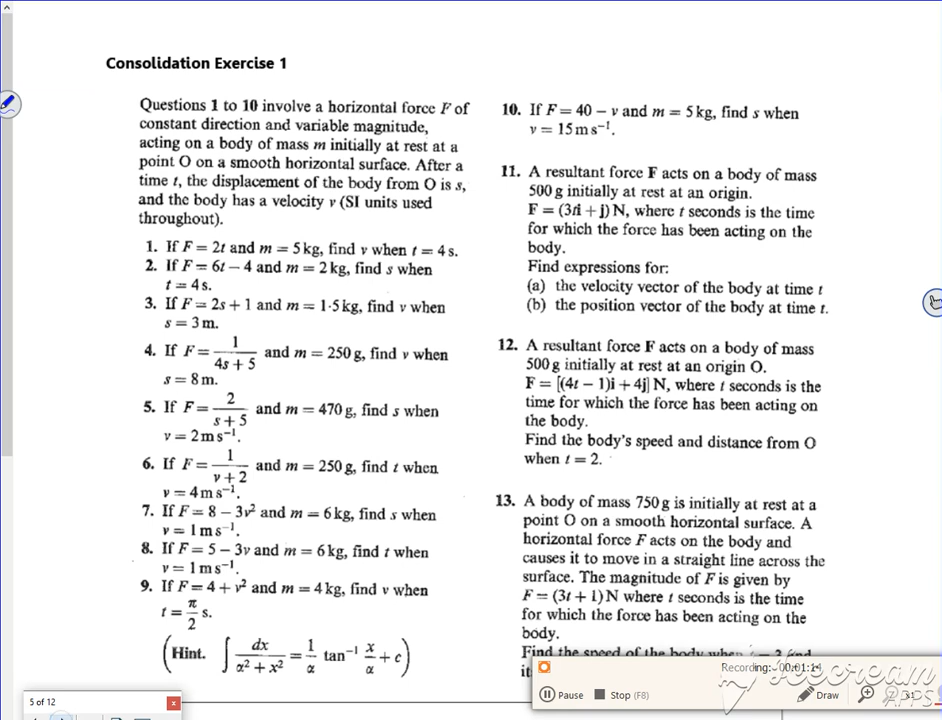 Consolidation Exercise 1
Questions 1 to 10 involve a horizontal force F of
constant direction and variable magnitude,
acting on a body of mass m initially at rest at a
point O on a smooth horizontal surface. After a
time t, the displacement of the body from O is s,
and the body has a velocity v (SI units used
throughout).
1. If F = 2t and m = 5 kg, find v when t = 4 s.
2. If F = 6t − 4 and m = 2 kg, find s when
t = 4 s.
3. If F = 2s + 1 and m = 1·5 kg, find v when
s = 3 m.
4. If F = 1/(4s + 5) and m = 250 g, find v when
s = 8 m.
5. If F = 2/(s + 5) and m = 470 g, find s when
v = 2 m s⁻¹.
6. If F = 1/(v + 2) and m = 250 g, find t when
v = 4 m s⁻¹.
7. If F = 8 − 3v² and m = 6 kg, find s when
v = 1 m s⁻¹.
8. If F = 5 − 3v and m = 6 kg, find t when
v = 1 m s⁻¹.
9. If F = 4 + v² and m = 4 kg, find v when
t = π/2 s.
(Hint. ∫ dx/(α² + x²) = 1/α tan⁻¹ x/α + c)
10. If F = 40 − v and m = 5 kg, find s when
v = 15 m s⁻¹.
11. A resultant force F acts on a body of mass
500 g initially at rest at an origin.
F = (3ti + j) N, where t seconds is the time
for which the force has been acting on the
body.
Find expressions for:
(a) the velocity vector of the body at time t
(b) the position vector of the body at time t.
12. A resultant force F acts on a body of mass
500 g initially at rest at an origin O.
F = [(4t − 1)i + 4j] N, where t seconds is the
time for which the force has been acting on
the body.
Find the body's speed and distance from O
when t = 2.
13. A body of mass 750 g is initially at rest at a
point O on a smooth horizontal surface. A
horizontal force F acts on the body and
causes it to move in a straight line across the
surface. The magnitude of F is given by
F = (3t + 1) N where t seconds is the time
for which the force has been acting on the
body.
Find the speed of the body when
it
Recording: 00:01:14
Pause Stop (F8) Draw
icecream
APPS
5 of 12
x